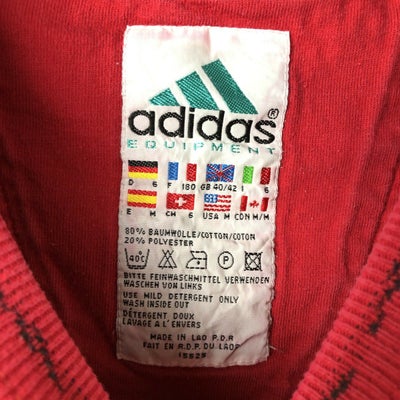 adidas
EQUIPMENT
D 6 F 180 GB 40/42 I 6
E M CH 6 USA M CDN M/M
80% BAUMWOLLE/COTTON/COTON
20% POLYESTER
40°C P
BITTE FEINWASCHMITTEL VERWENDEN
WASCHEN VON LINKS
USE MILD DETERGENT ONLY
WASH INSIDE OUT
DÉTERGENT DOUX
LAVAGE A L'ENVERS
MADE IN LAO P.D.R
FAIT EN R.D.P. DU LAOS
15525